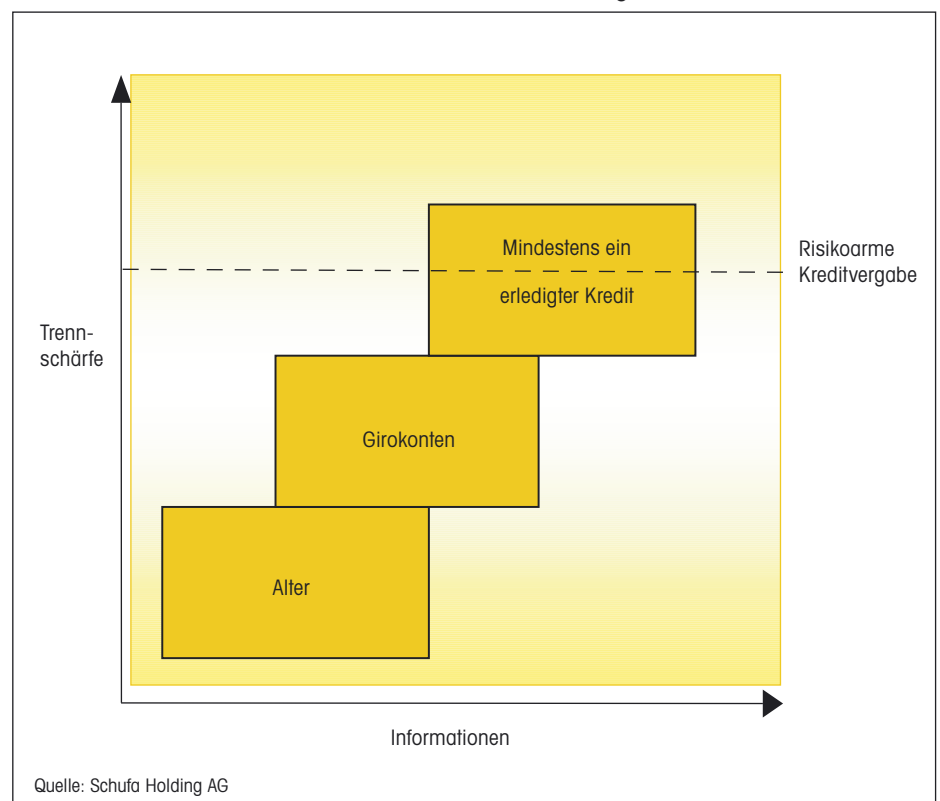 Mindestens ein
erledigter Kredit
Risikoarme
Kreditvergabe
Trenn-
schärfe
Girokonten
Alter
Informationen
Quelle: Schufa Holding AG